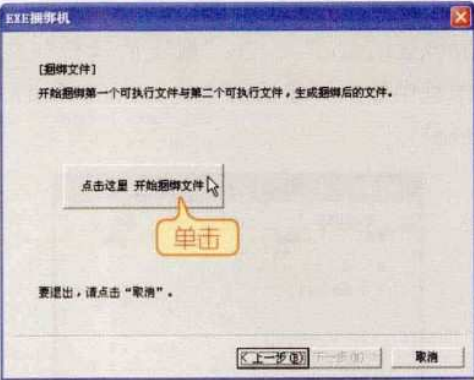 EXE捆绑机
[捆绑文件]
开始捆绑第一个可执行文件与第二个可执行文件，生成捆绑后的文件。
点击这里 开始捆绑文件
单击
要退出，请点击“取消”。
<上一步(B) 下一步(N)> 取消